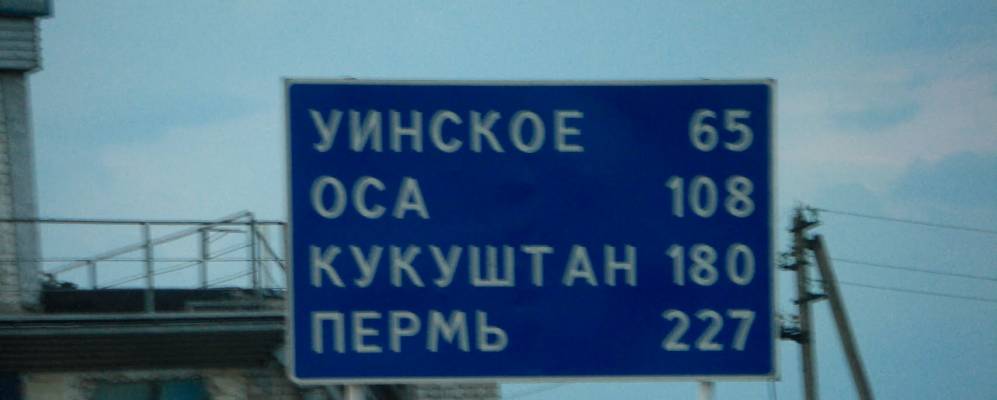 УИНСКОЕ 65
ОСА 108
КУКУШТАН 180
ПЕРМЬ 227